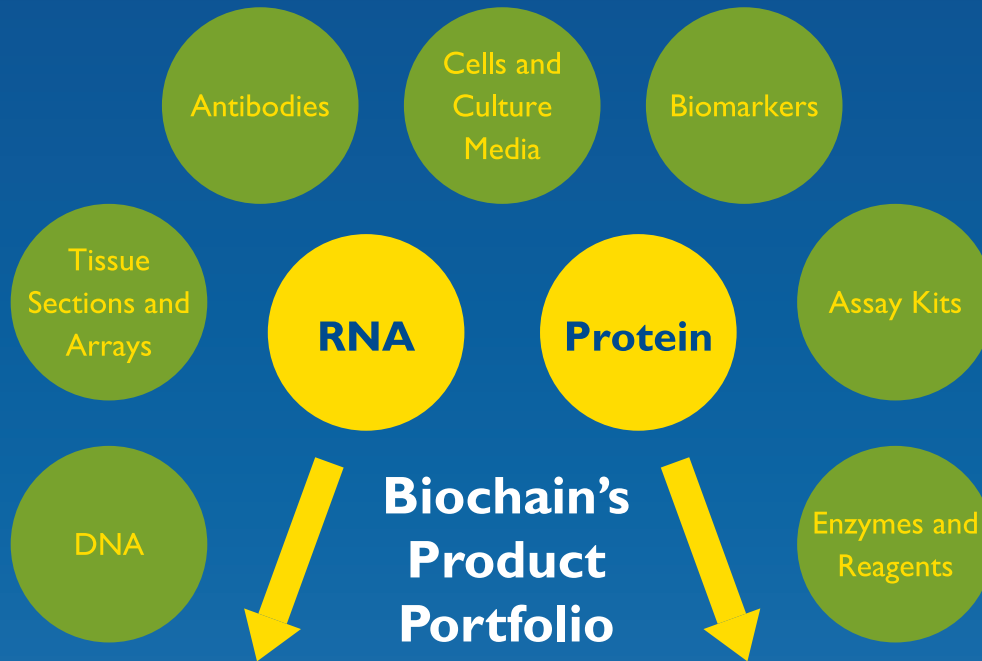 Antibodies
Cells and
Culture
Media
Biomarkers
Tissue
Sections and
Arrays
RNA
Protein
Assay Kits
DNA
Biochain's
Product
Portfolio
Enzymes and
Reagents